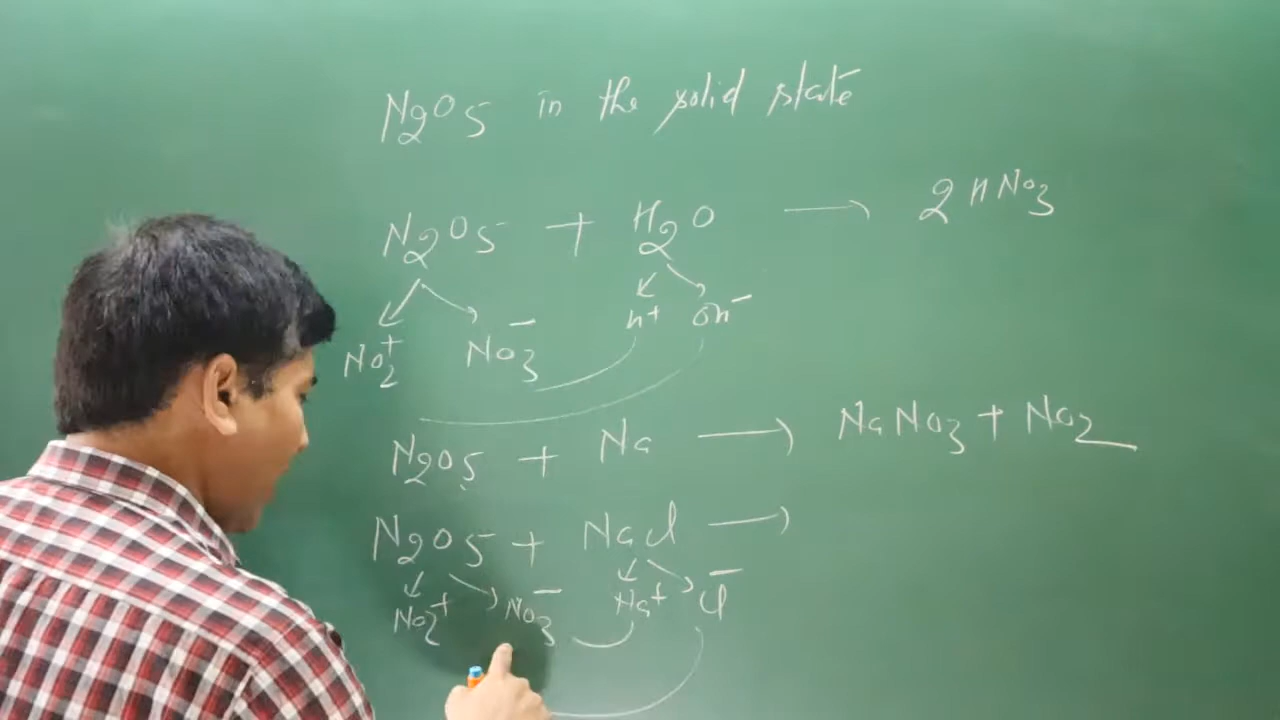 N2O5 in the solid state
N2O5 + H2O → 2HNO3
NO2+ NO3− H+ OH−
N2O5 + Na → NaNO3 + NO2
N2O5 + NaCl →
NO2+ NO3− Na+ Cl−